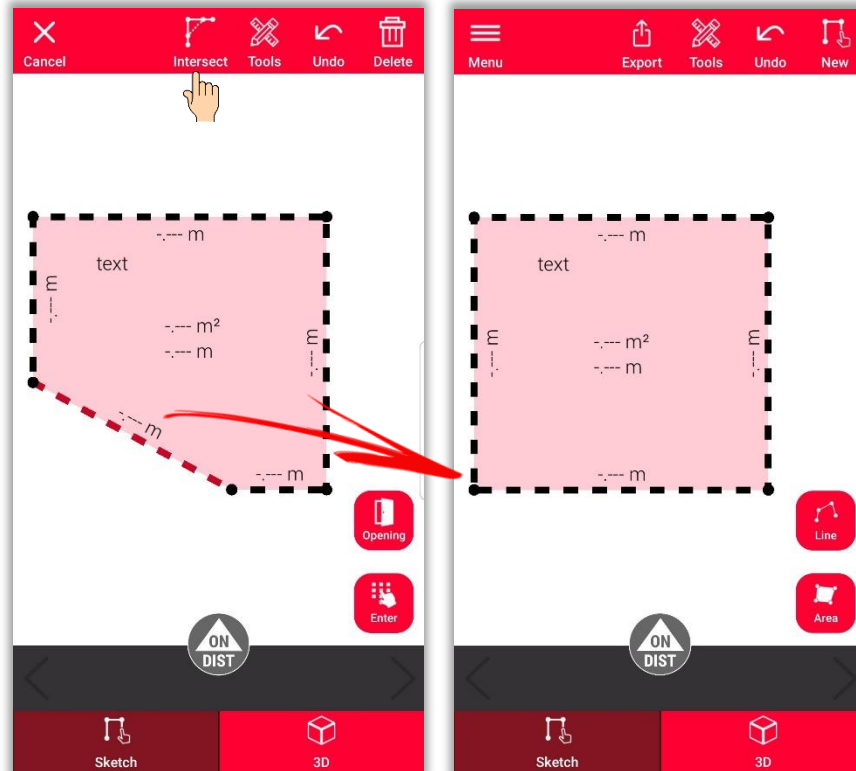 Cancel
Intersect
Tools
Undo
Delete
-.--- m
text
-.--- m
-.--- m²
-.--- m
-.--- m
-.--- m
-.--- m
Opening
Enter
ON
DIST
Sketch
3D
Menu
Export
Tools
Undo
New
-.--- m
text
-.--- m
-.--- m²
-.--- m
-.--- m
-.--- m
Line
Area
ON
DIST
Sketch
3D